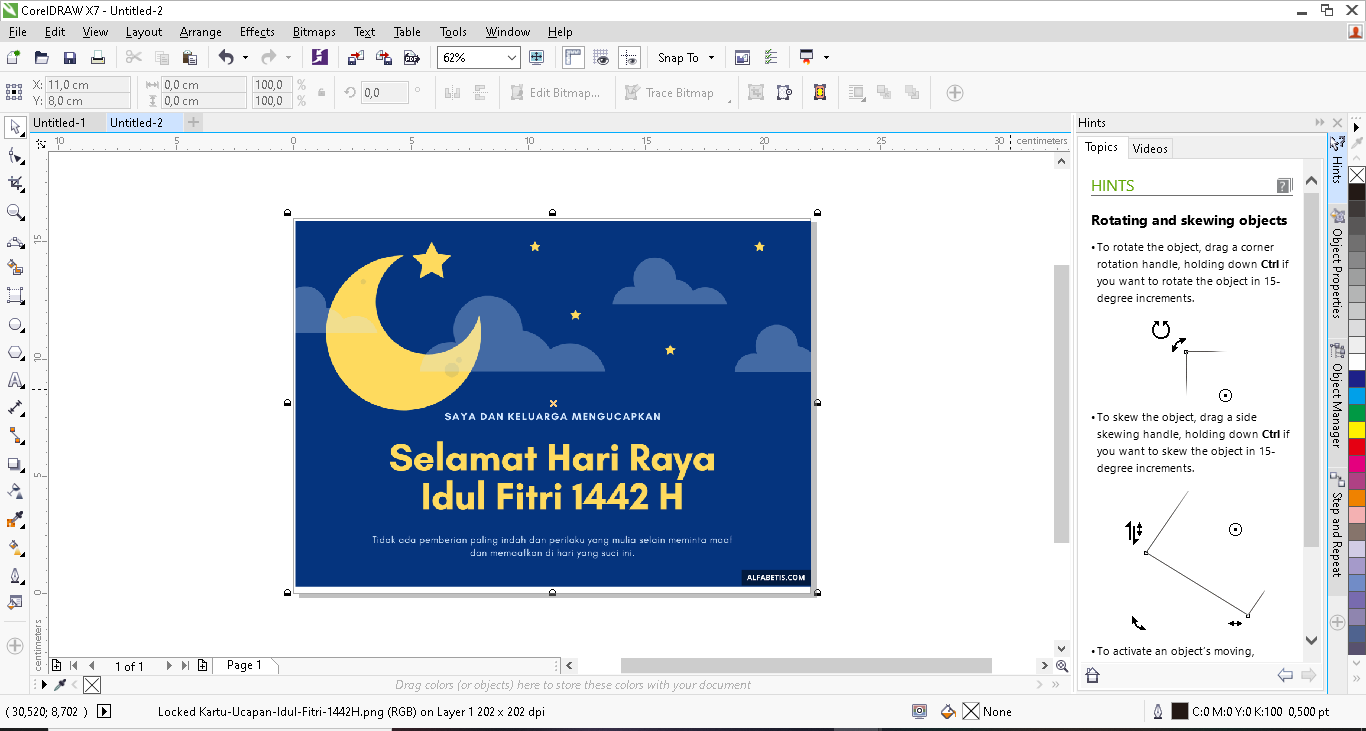 CorelDRAW X7 - Untitled-2
File Edit View Layout Arrange Effects Bitmaps Text Table Tools Window Help
62% Snap To
X: 11,0 cm 0,0 cm 100,0 % 0,0 ° Edit Bitmap... Trace Bitmap
Y: 8,0 cm 0,0 cm 100,0 %
Untitled-1 Untitled-2
10 5 0 5 10 15 20 25 30 centimeters
15
10
5
0
centimeters
SAYA DAN KELUARGA MENGUCAPKAN
Selamat Hari Raya
Idul Fitri 1442 H
Tidak ada pemberian paling indah dan perilaku yang mulia selain meminta maaf
dan memaafkan di hari yang suci ini.
ALFABETIS.COM
Hints
Topics Videos
HINTS
Rotating and skewing objects
•To rotate the object, drag a corner
rotation handle, holding down Ctrl if
you want to rotate the object in 15-
degree increments.
•To skew the object, drag a side
skewing handle, holding down Ctrl if
you want to skew the object in 15-
degree increments.
•To activate an object's moving,
Hints
Object Properties
Object Manager
Step and Repeat
1 of 1 Page 1
Drag colors (or objects) here to store these colors with your document
( 30,520; 8,702 ) Locked Kartu-Ucapan-Idul-Fitri-1442H.png (RGB) on Layer 1 202 x 202 dpi None C:0 M:0 Y:0 K:100 0,500 pt